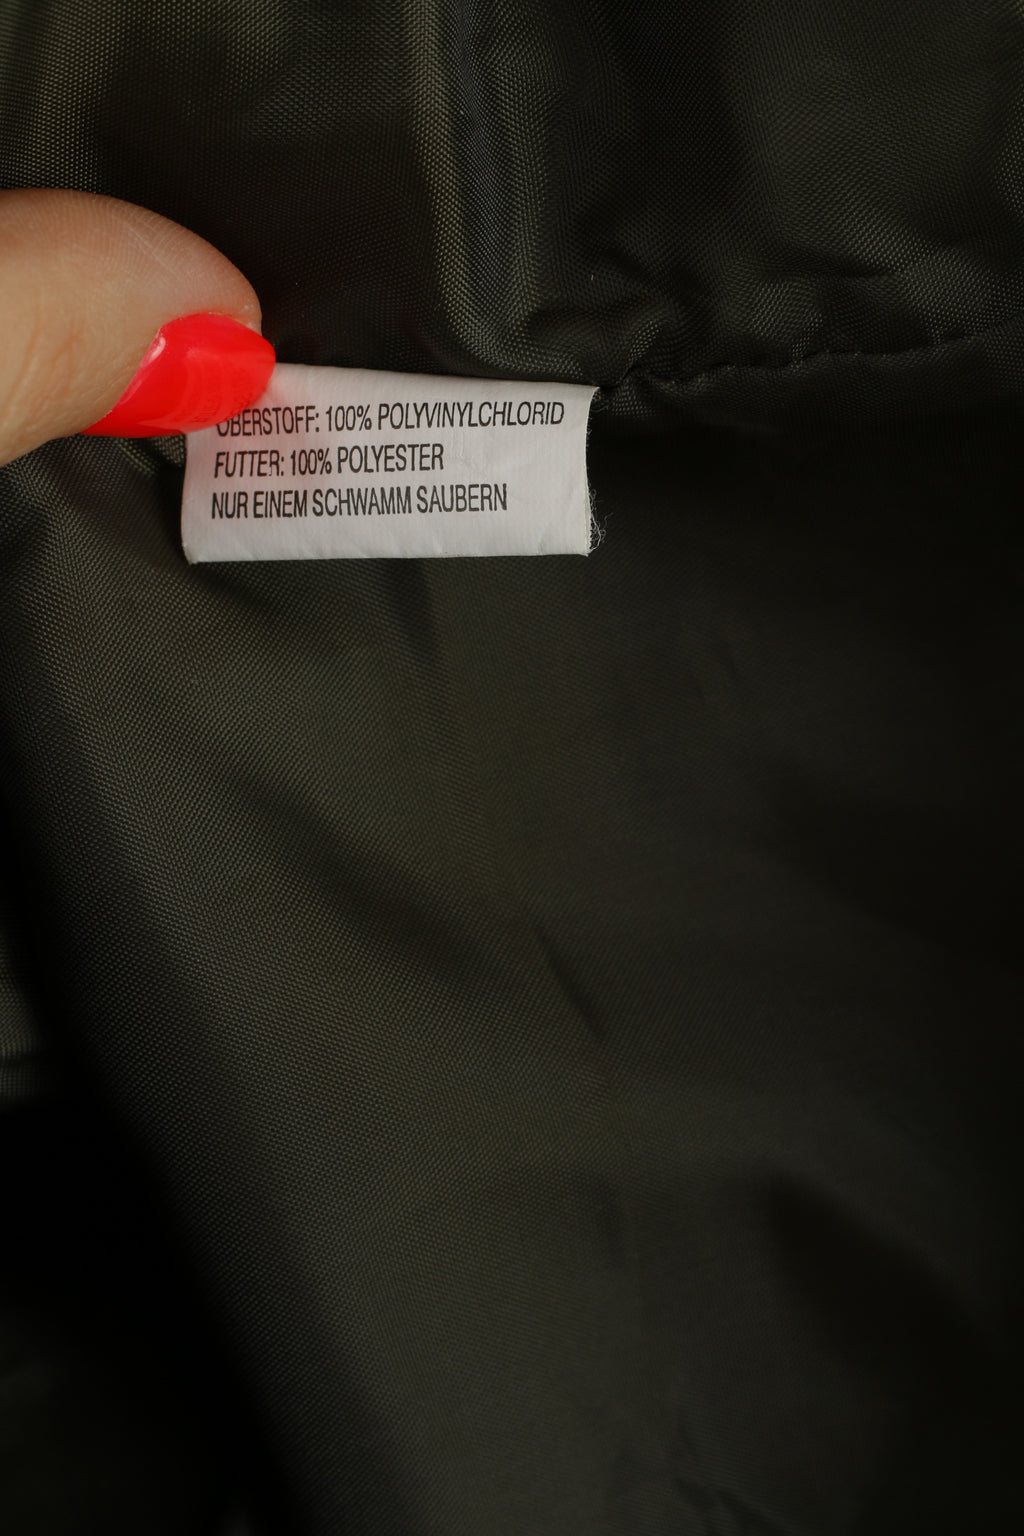 OBERSTOFF: 100% POLYVINYLCHLORID
FUTTER: 100% POLYESTER
NUR EINEM SCHWAMM SAUBERN